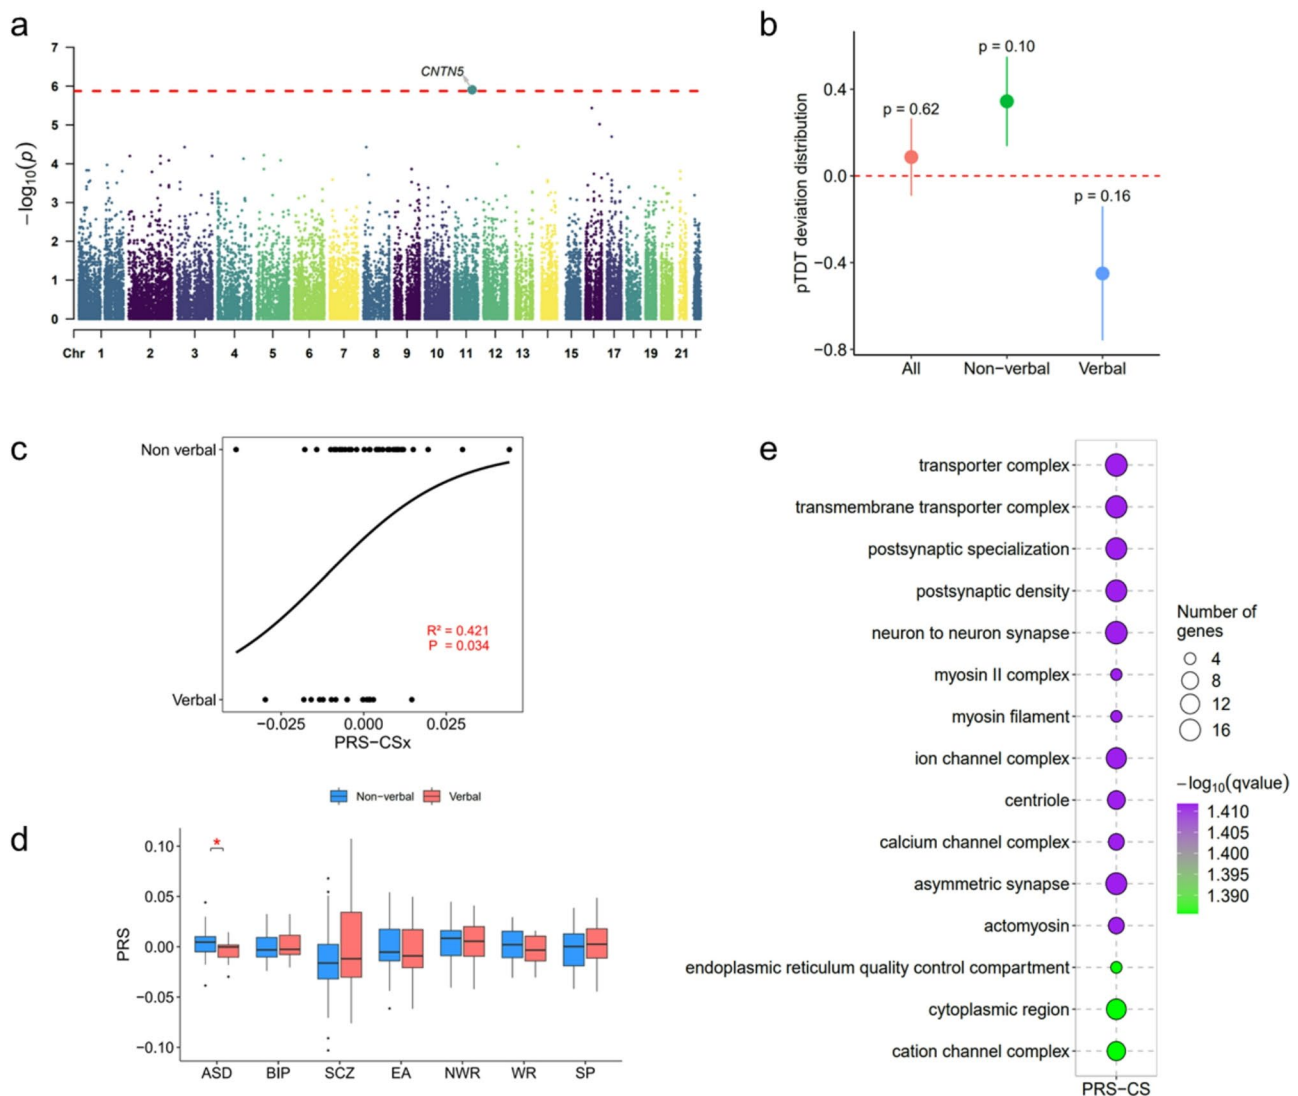 a
7
6
5
4
3
2
1
0
−log₁₀(p)
CNTN5
Chr 1 2 3 4 5 6 7 8 9 10 11 12 13 15 17 19 21
b
pTDT deviation distribution
0.4
0.0
−0.4
−0.8
p = 0.62
p = 0.10
p = 0.16
All Non−verbal Verbal
c
Non verbal
Verbal
R² = 0.421
P = 0.034
−0.025 0.000 0.025
PRS−CSx
Non−verbal Verbal
d
PRS
0.10
0.05
0.00
−0.05
−0.10
*
ASD BIP SCZ EA NWR WR SP
e
transporter complex
transmembrane transporter complex
postsynaptic specialization
postsynaptic density
neuron to neuron synapse
myosin II complex
myosin filament
ion channel complex
centriole
calcium channel complex
asymmetric synapse
actomyosin
endoplasmic reticulum quality control compartment
cytoplasmic region
cation channel complex
PRS−CS
Number of
genes
4
8
12
16
−log₁₀(qvalue)
1.410
1.405
1.400
1.395
1.390